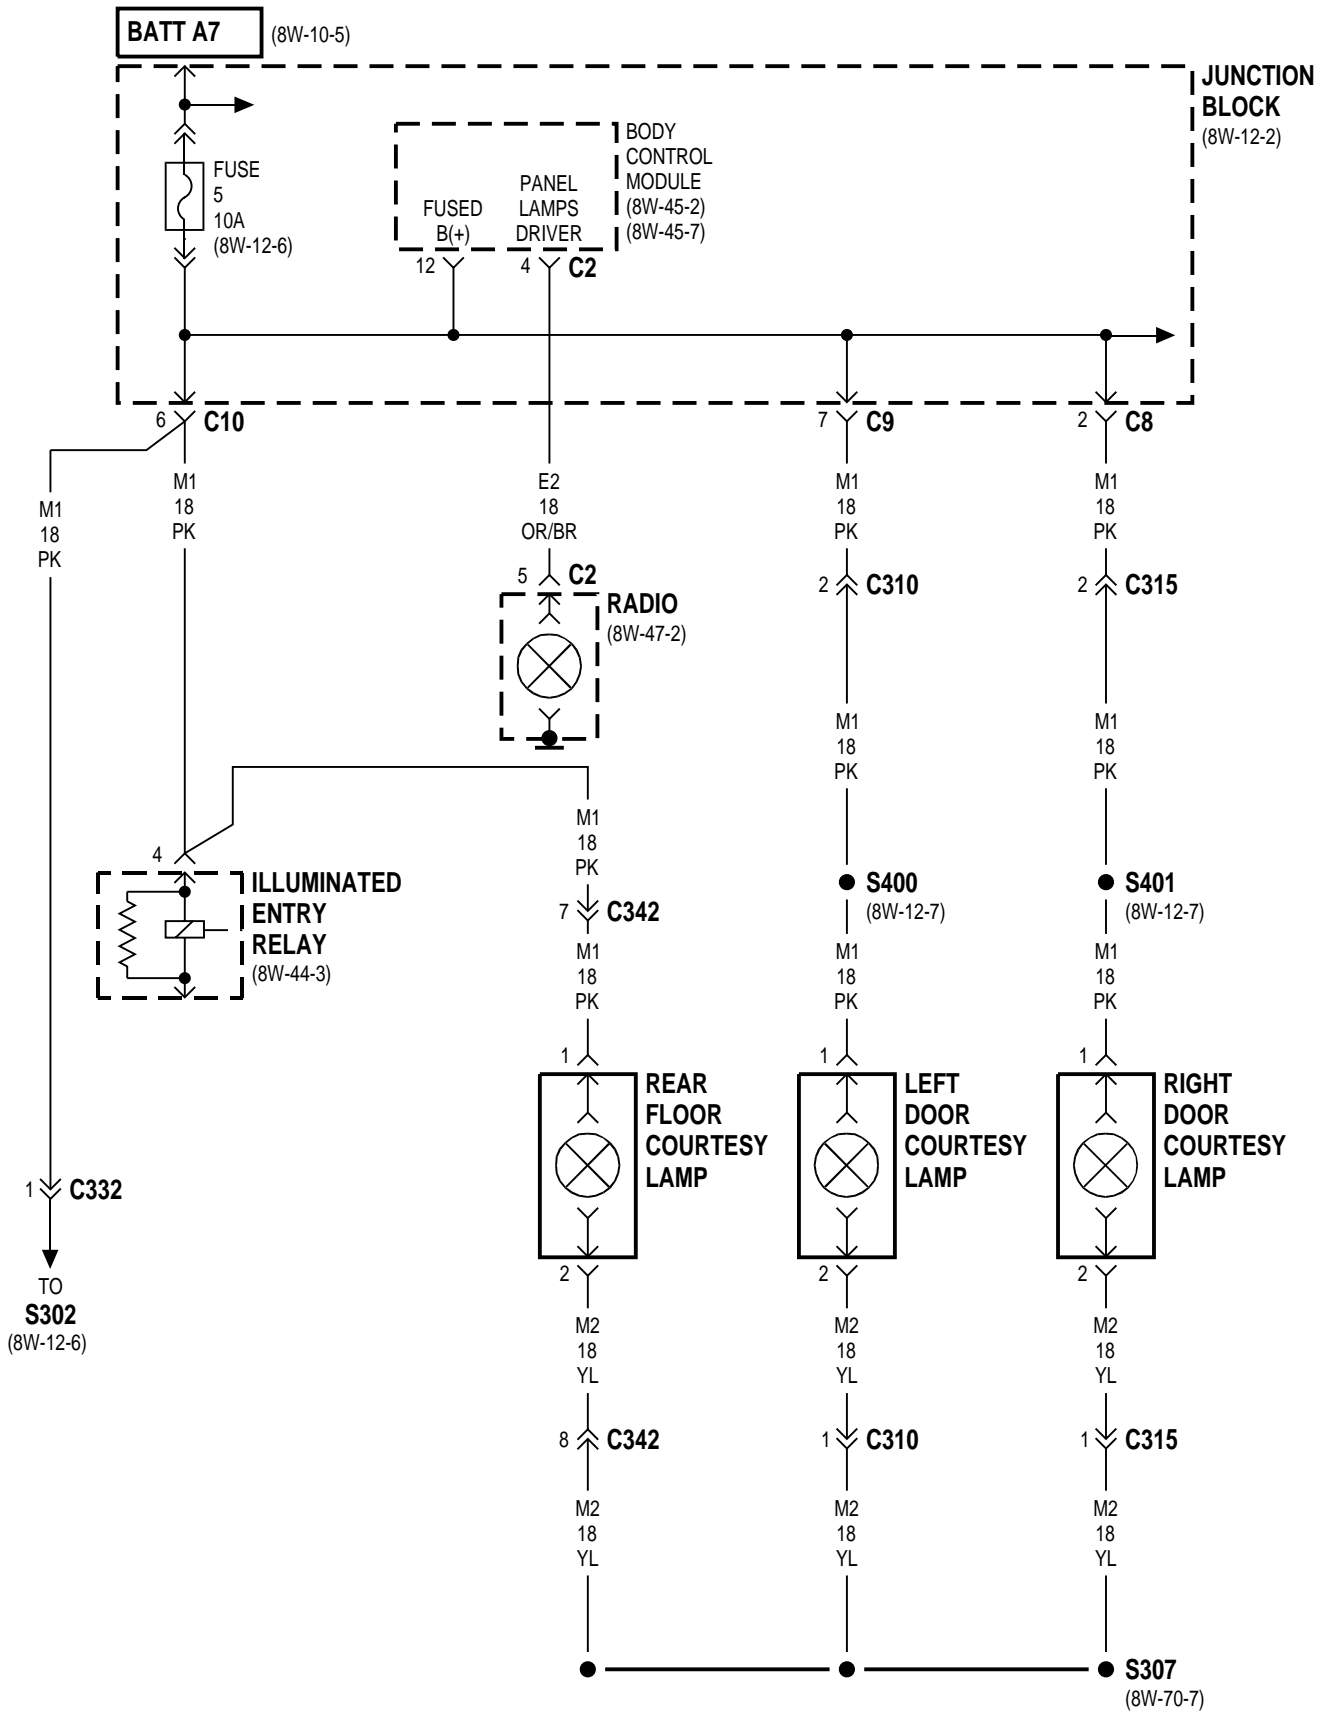 BATT A7
(8W-10-5)
JUNCTION
BLOCK
(8W-12-2)
FUSE
5
10A
(8W-12-6)
BODY
CONTROL
MODULE
(8W-45-2)
(8W-45-7)
FUSED
B(+)
PANEL
LAMPS
DRIVER
12
4
C2
6
C10
7
C9
2
C8
M1
18
PK
M1
18
PK
E2
18
OR/BR
M1
18
PK
M1
18
PK
5
C2
2
C310
2
C315
RADIO
(8W-47-2)
M1
18
PK
M1
18
PK
M1
18
PK
4
ILLUMINATED
ENTRY
RELAY
(8W-44-3)
7
C342
S400
(8W-12-7)
S401
(8W-12-7)
M1
18
PK
M1
18
PK
M1
18
PK
1
REAR
FLOOR
COURTESY
LAMP
1
LEFT
DOOR
COURTESY
LAMP
1
RIGHT
DOOR
COURTESY
LAMP
1
C332
TO
S302
(8W-12-6)
2
2
2
M2
18
YL
M2
18
YL
M2
18
YL
8
C342
1
C310
1
C315
M2
18
YL
M2
18
YL
M2
18
YL
S307
(8W-70-7)